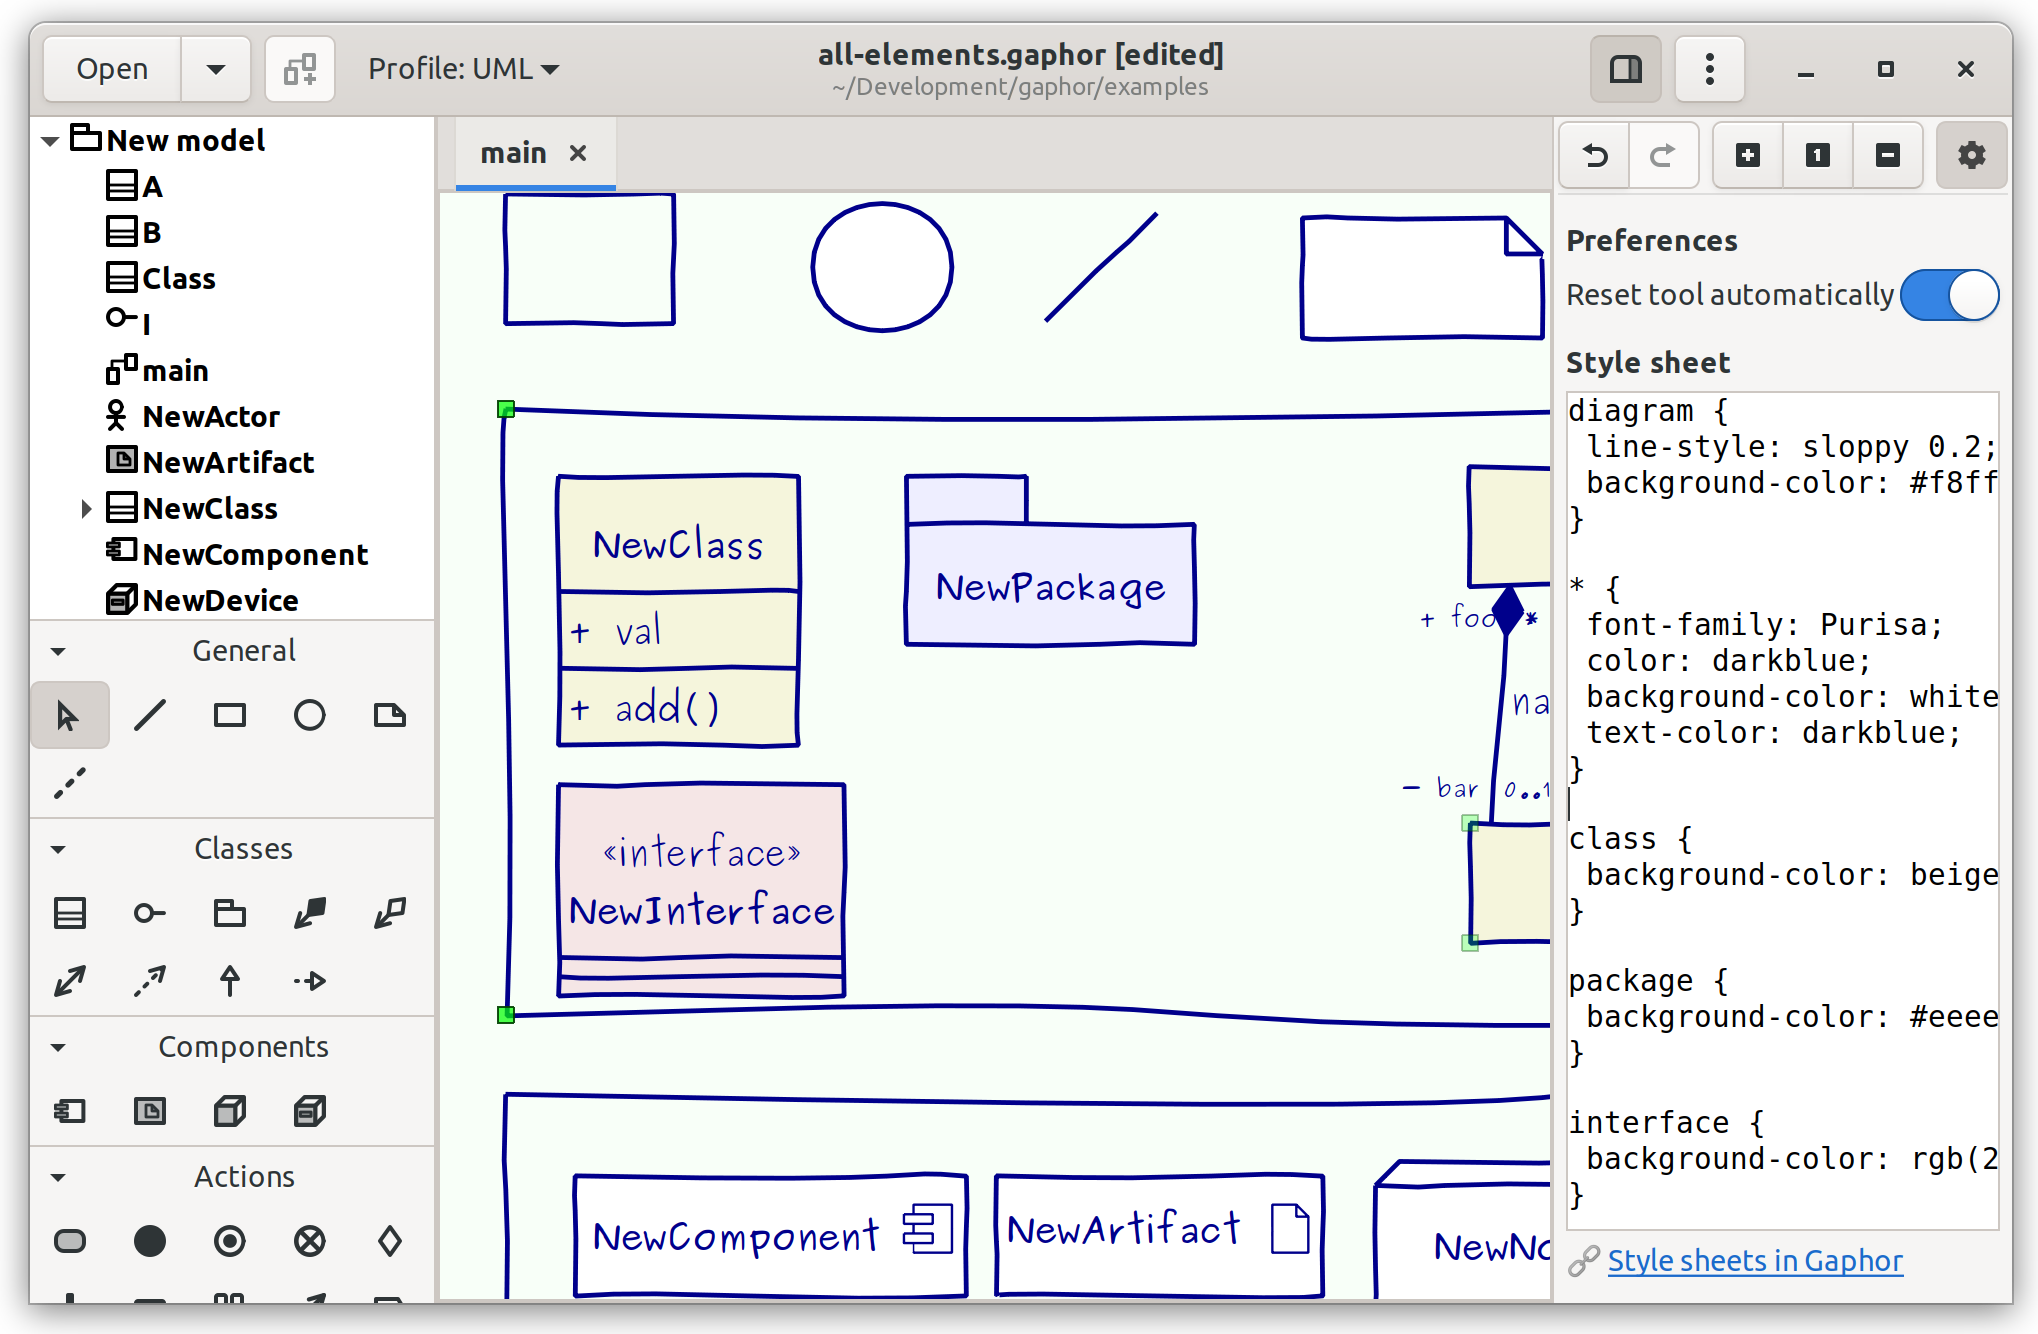 Open
Profile: UML
all-elements.gaphor [edited]
~/Development/gaphor/examples
New model
A
B
Class
I
main
NewActor
NewArtifact
NewClass
NewComponent
NewDevice
General
Classes
Components
Actions
main
NewClass
+ val
+ add()
NewPackage
«interface»
NewInterface
+ foo *
na
- bar 0..1
NewComponent
NewArtifact
NewNo
1
Preferences
Reset tool automatically
Style sheet
diagram {
line-style: sloppy 0.2;
background-color: #f8ff
}
* {
font-family: Purisa;
color: darkblue;
background-color: white
text-color: darkblue;
}
class {
background-color: beige
}
package {
background-color: #eeee
}
interface {
background-color: rgb(2
}
Style sheets in Gaphor